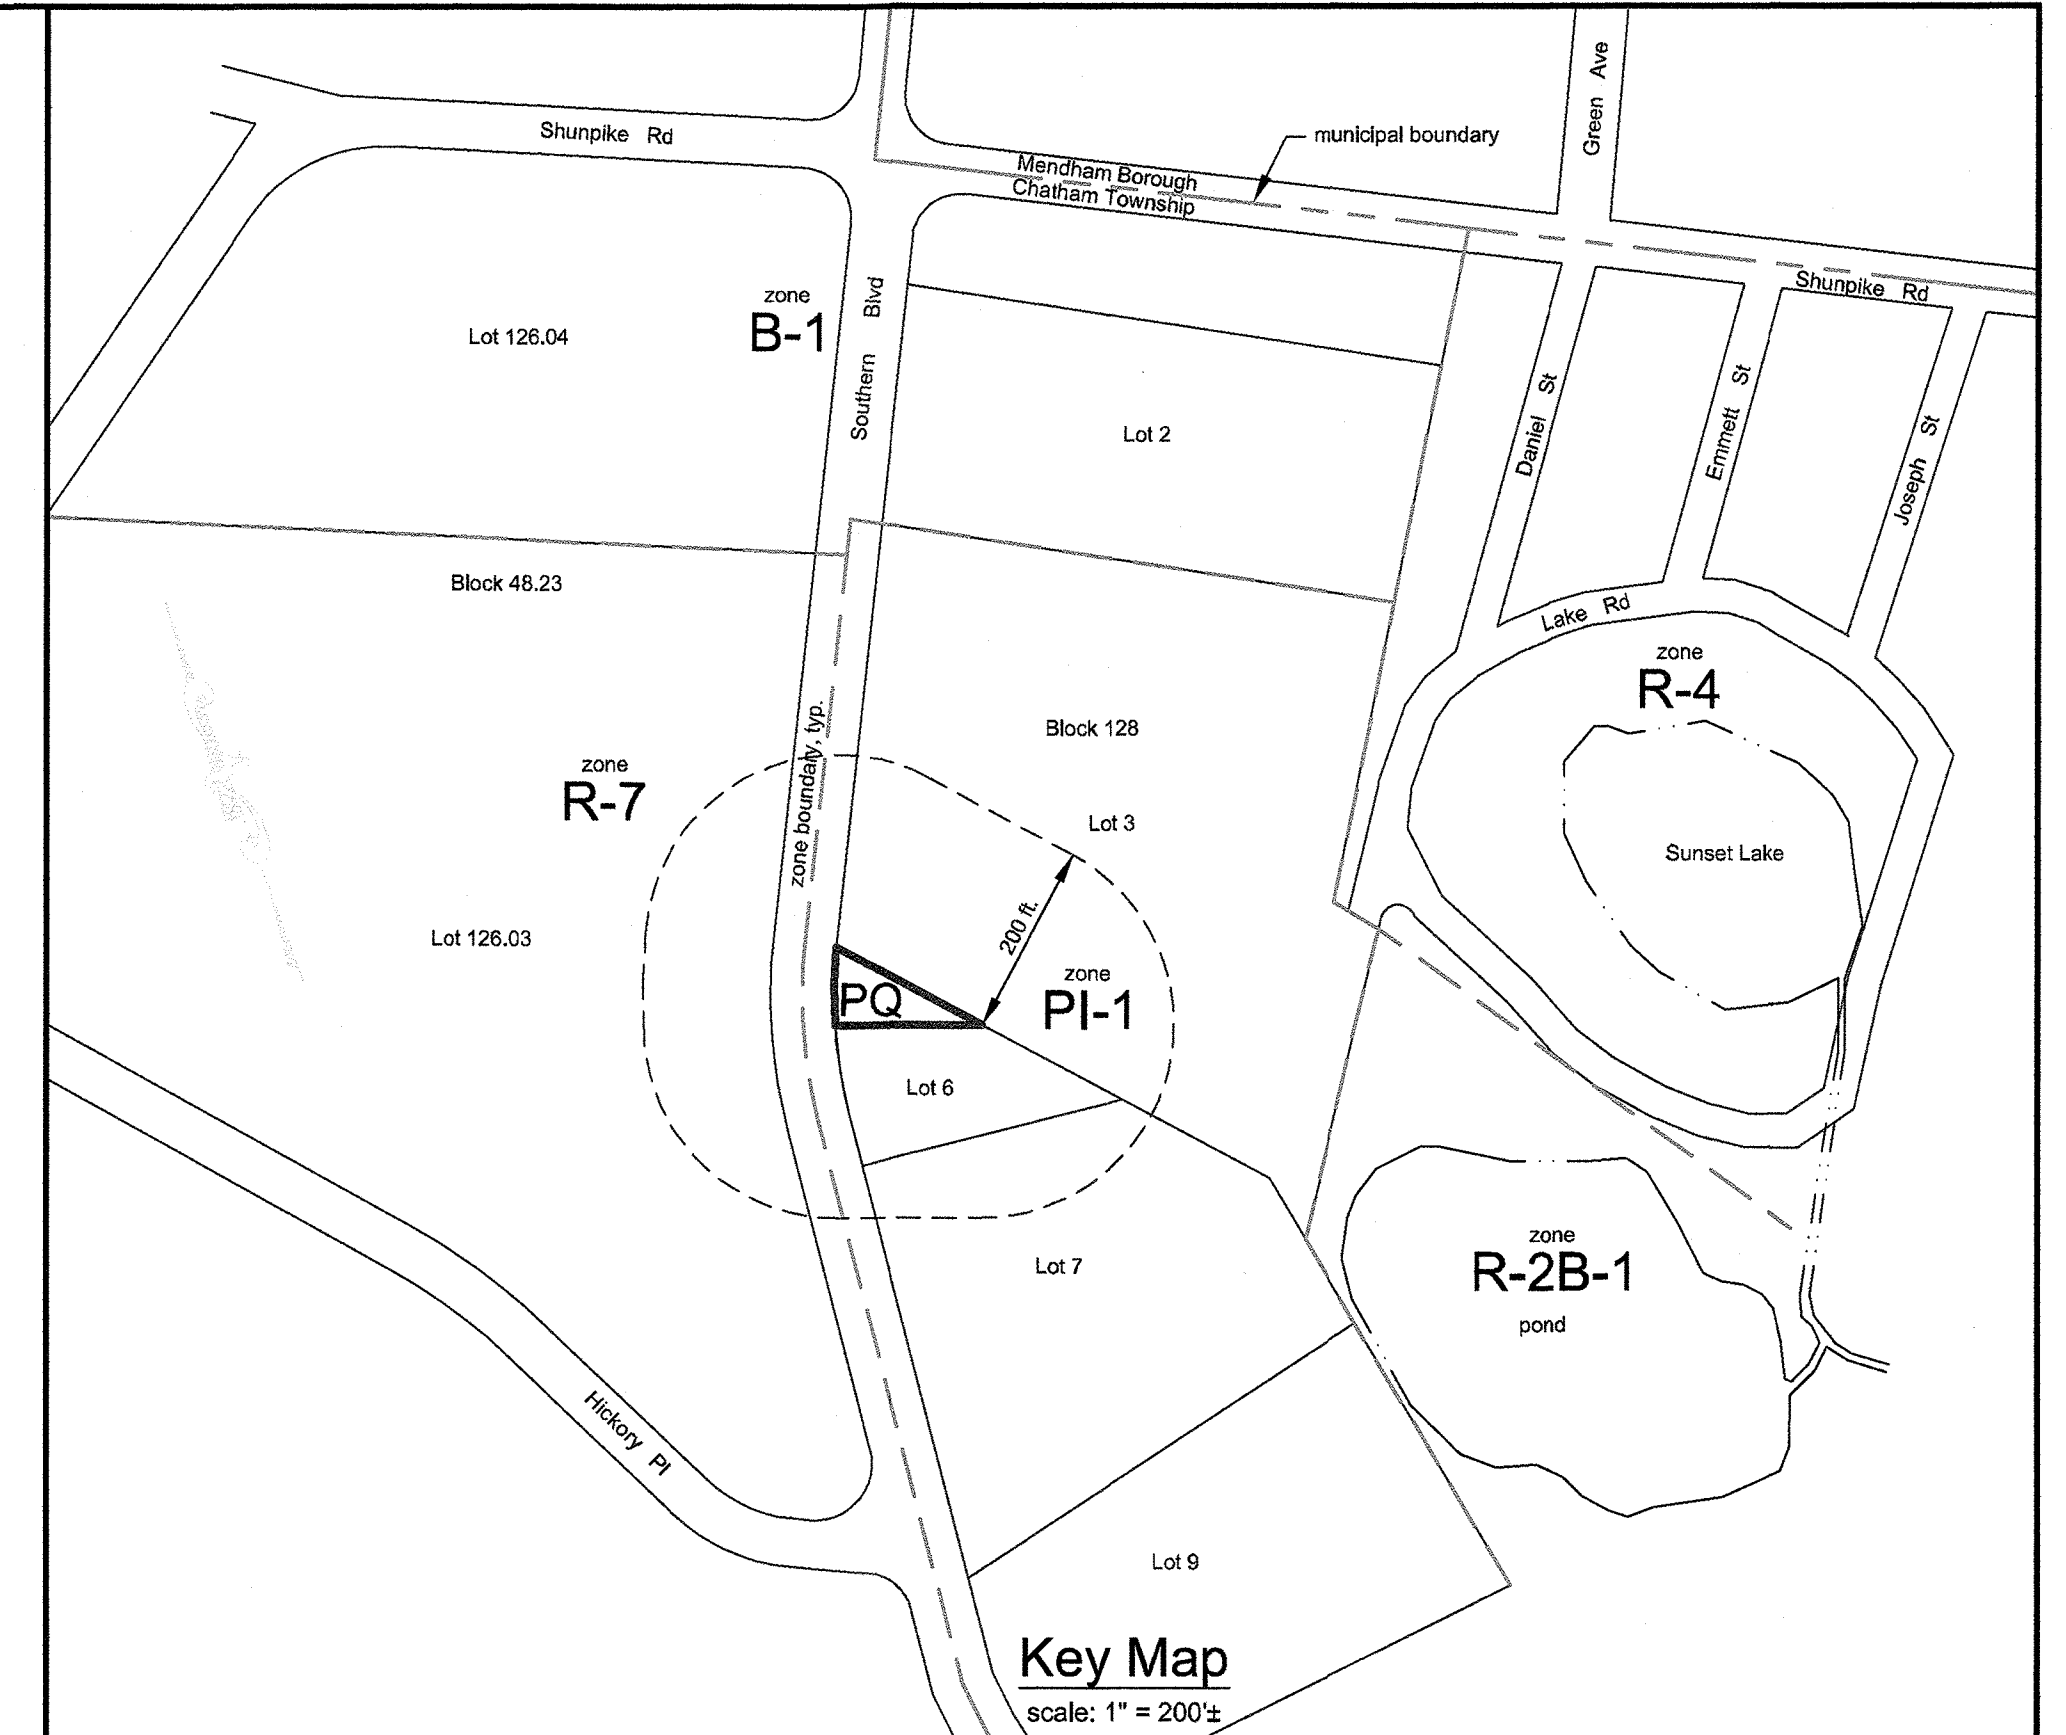 Green Ave
Shunpike Rd
municipal boundary
Mendham Borough
Chatham Township
Shunpike Rd
zone
B-1
Lot 126.04
Southern Blvd
Lot 2
Daniel St
Emmett St
Joseph St
Block 48.23
Lake Rd
zone
R-4
zone boundary, typ.
Block 128
zone
R-7
Lot 3
Sunset Lake
Lot 126.03
200 ft.
zone
PI-1
PQ
Lot 6
zone
R-2B-1
pond
Lot 7
Hickory Pl
Lot 9
Key Map
scale: 1" = 200'±